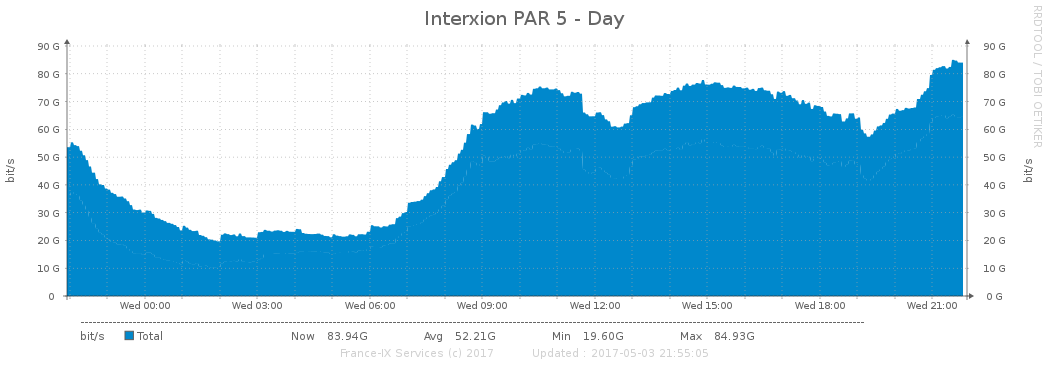 Interxion PAR 5 - Day
RRDTOOL / TOBI OETIKER
bit/s
90 G 90 G
80 G 80 G
70 G 70 G
60 G 60 G
50 G 50 G
40 G 40 G
30 G 30 G
20 G 20 G
10 G 10 G
0 0 G
bit/s
Wed 00:00 Wed 03:00 Wed 06:00 Wed 09:00 Wed 12:00 Wed 15:00 Wed 18:00 Wed 21:00
bit/s Total Now 83.94G Avg 52.21G Min 19.60G Max 84.93G
France-IX Services (c) 2017 Updated : 2017-05-03 21:55:05